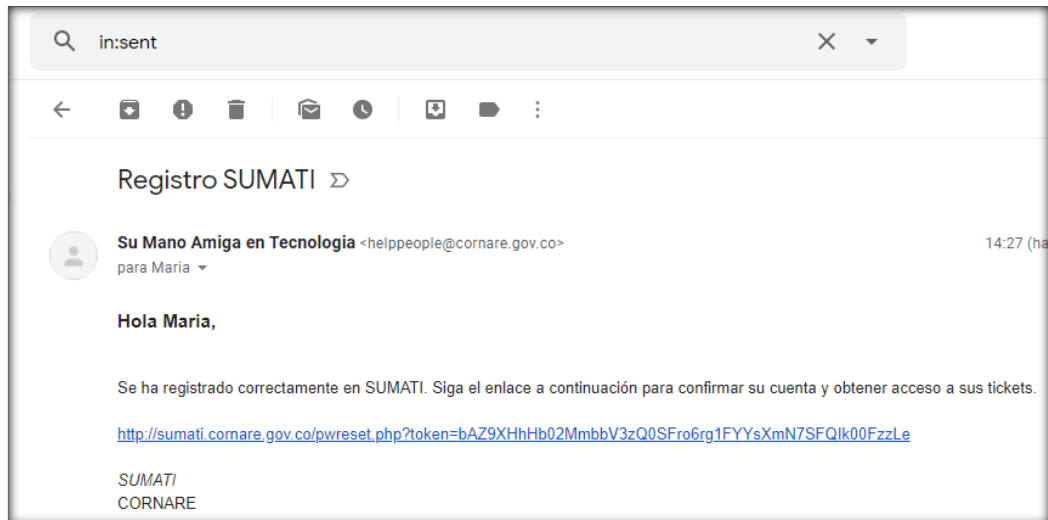 in:sent
Registro SUMATI
Su Mano Amiga en Tecnologia <helppeople@cornare.gov.co> 14:27 (ha
para Maria
Hola Maria,
Se ha registrado correctamente en SUMATI. Siga el enlace a continuación para confirmar su cuenta y obtener acceso a sus tickets.
http://sumati.cornare.gov.co/pwreset.php?token=bAZ9XHhHb02MmbbV3zQ0SFro6rg1FYYsXmN7SFQIk00FzzLe
SUMATI
CORNARE